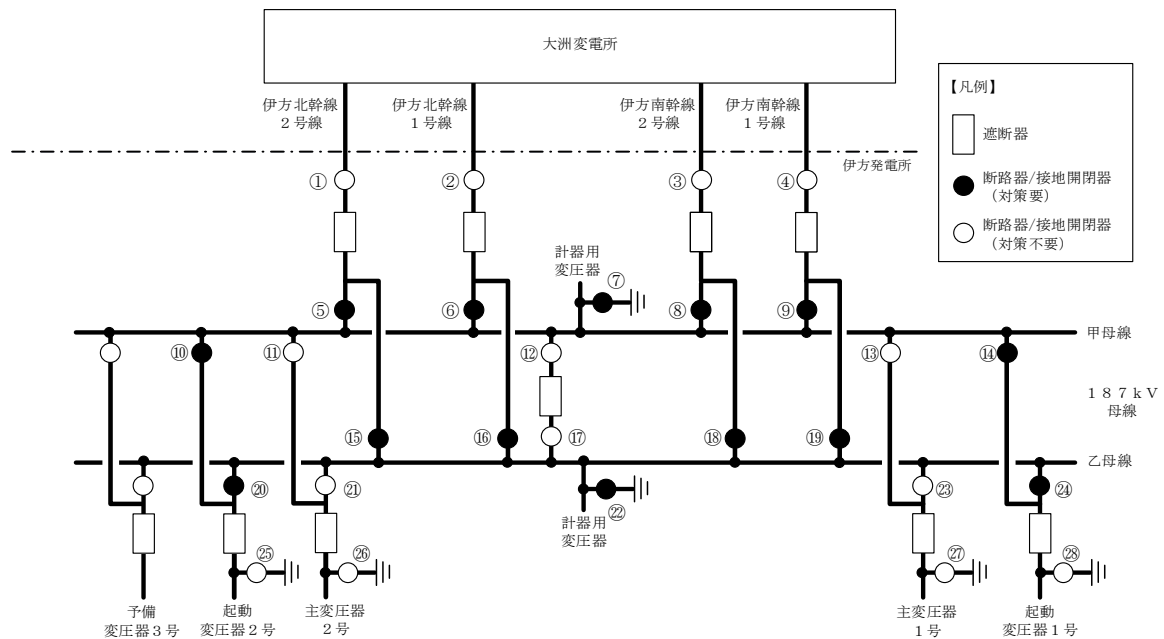 大洲変電所
伊方北幹線
２号線
伊方北幹線
１号線
伊方南幹線
２号線
伊方南幹線
１号線
【凡例】
遮断器
断路器/接地開閉器
（対策要）
断路器/接地開閉器
（対策不要）
伊方発電所
①
②
③
④
計器用
変圧器
⑦
⑤
⑥
⑧
⑨
甲母線
⑩
⑪
⑫
⑬
⑭
１８７ｋＶ
母線
⑮
⑯
⑰
⑱
⑲
乙母線
⑳
㉑
㉒
㉓
㉔
計器用
変圧器
㉕
㉖
㉗
㉘
予備
変圧器３号
起動
変圧器２号
主変圧器
２号
主変圧器
１号
起動
変圧器１号